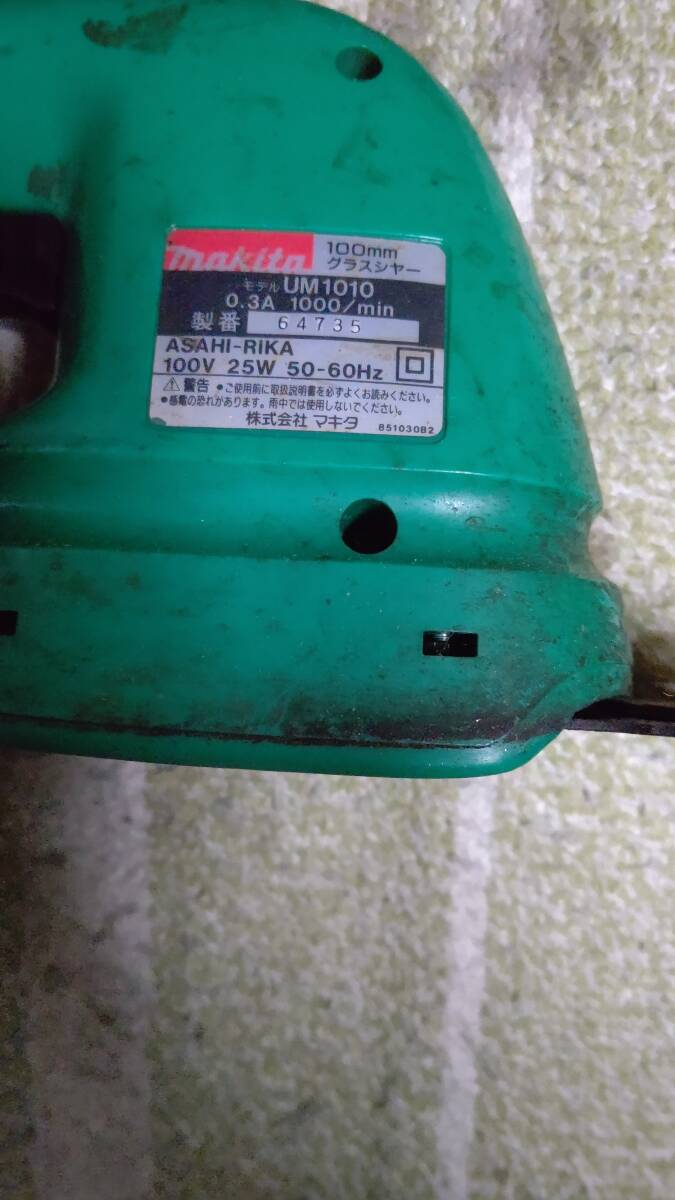 makita
100mm
グラスシヤー
モデル UM1010
0.3A 1000/min
製番 64735
ASAHI-RIKA
100V 25W 50-60Hz
⚠警告 ●ご使用前に取扱説明書を必ずよくお読みください。
●感電の恐れがあります。雨中では使用しないでください。
株式会社 マキタ 851030B2